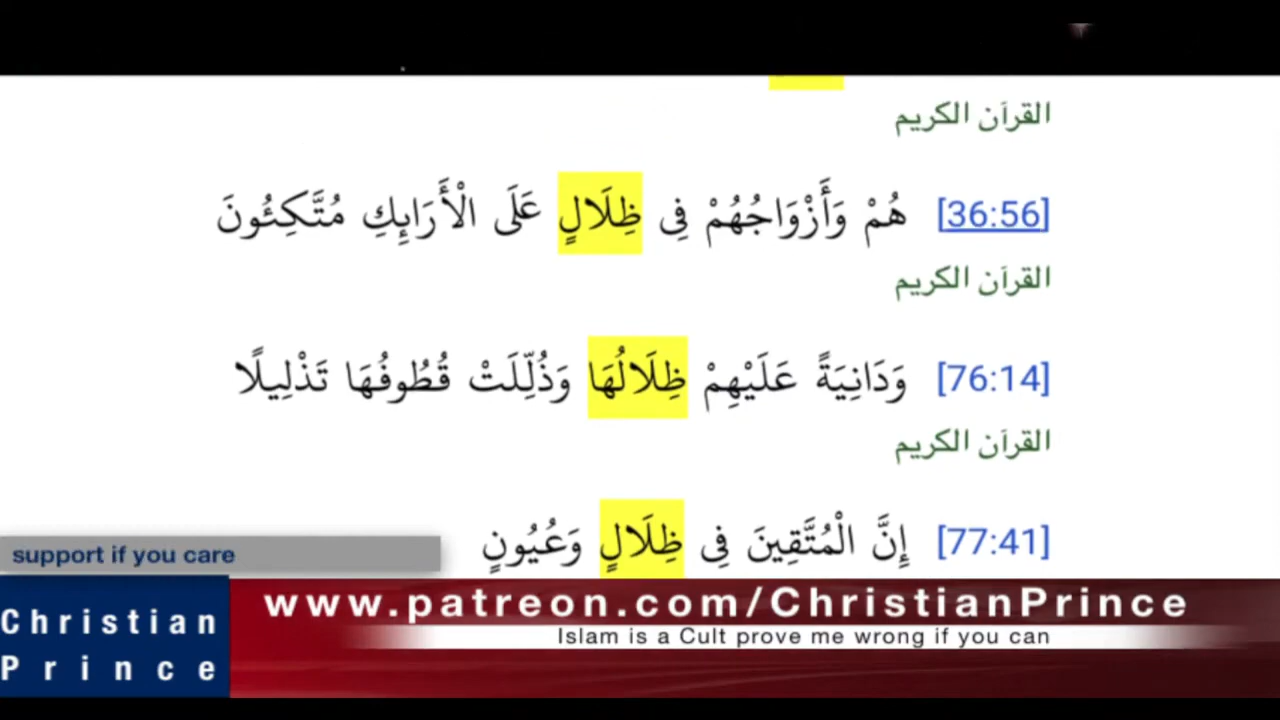 القرآن الكريم
[36:56] هُمْ وَأَزْوَاجُهُمْ فِى ظِلَالٍ عَلَى الْأَرَائِكِ مُتَّكِئُونَ
القرآن الكريم
[76:14] وَدَانِيَةً عَلَيْهِمْ ظِلَالُهَا وَذُلِّلَتْ قُطُوفُهَا تَذْلِيلًا
القرآن الكريم
[77:41] إِنَّ الْمُتَّقِينَ فِى ظِلَالٍ وَعُيُونٍ
support if you care
www.patreon.com/ChristianPrince
Islam is a Cult prove me wrong if you can
Christian
Prince